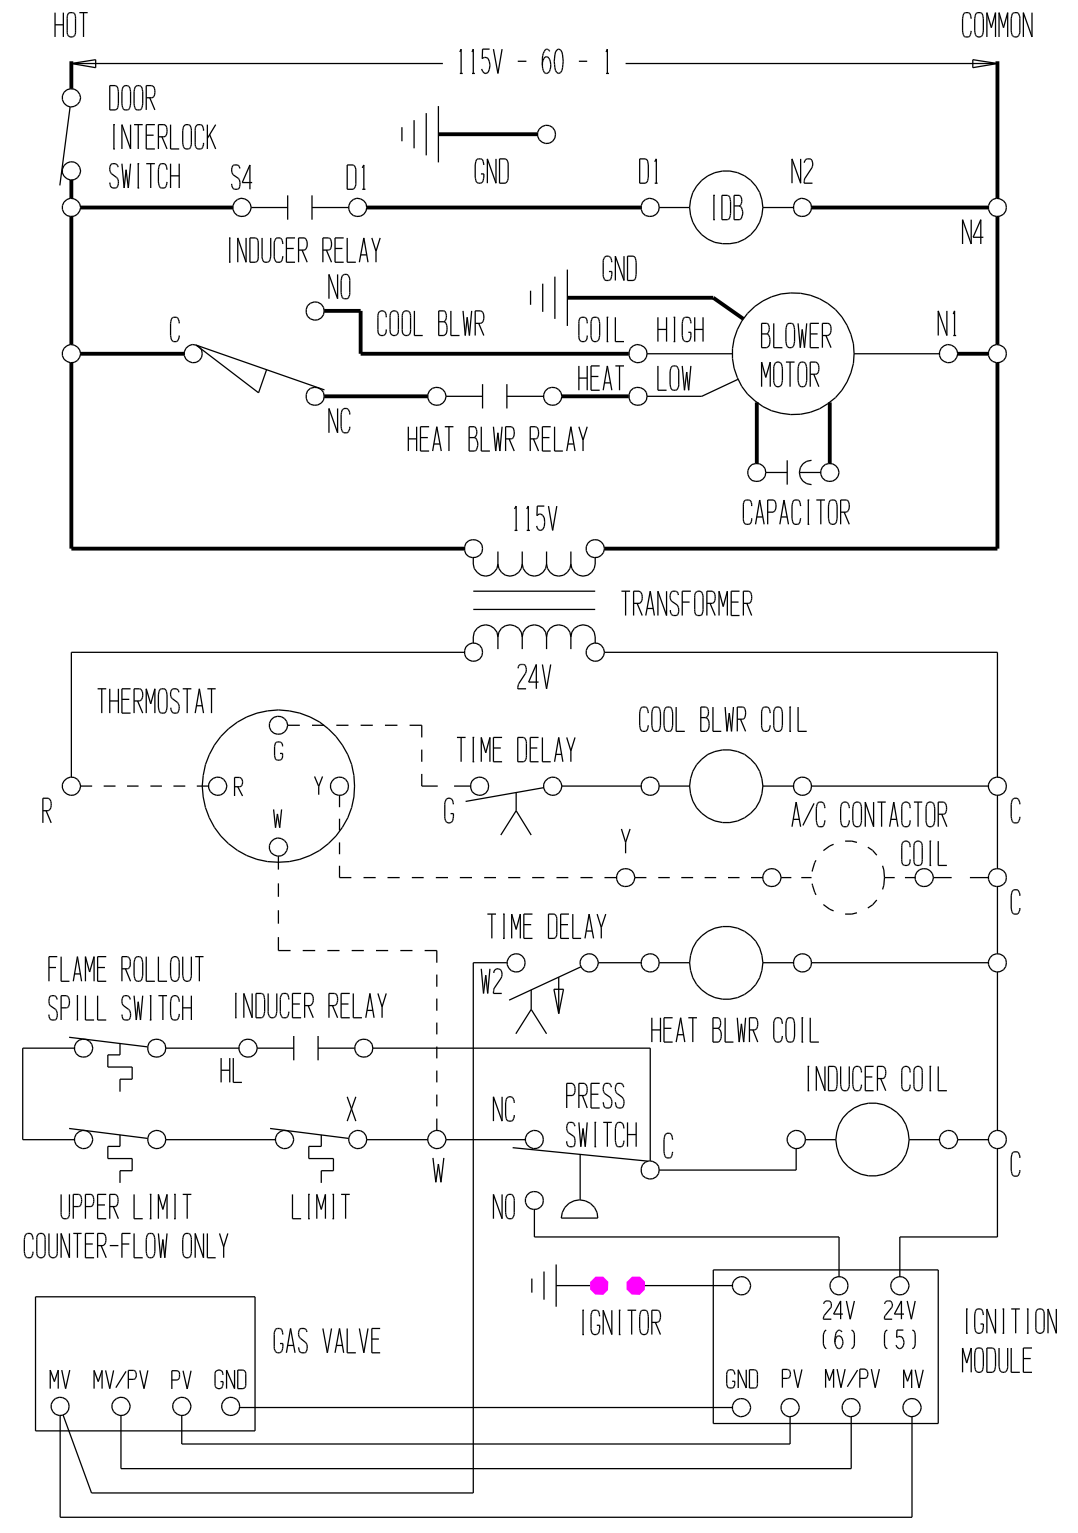 HOT
COMMON
115V - 60 - 1
DOOR
INTERLOCK
SWITCH
GND
S4
D1
D1
N2
IDB
N4
INDUCER RELAY
NO
GND
C
COOL BLWR
COIL
HIGH
BLOWER
MOTOR
N1
HEAT
LOW
NC
HEAT BLWR RELAY
CAPACITOR
115V
TRANSFORMER
24V
THERMOSTAT
COOL BLWR COIL
G
TIME DELAY
R
R
Y
G
W
A/C CONTACTOR
COIL
C
Y
C
TIME DELAY
W2
FLAME ROLLOUT
SPILL SWITCH
INDUCER RELAY
HEAT BLWR COIL
HL
INDUCER COIL
X
NC
PRESS
SWITCH
C
W
C
UPPER LIMIT
COUNTER-FLOW ONLY
LIMIT
NO
IGNITOR
24V
(6)
24V
(5)
IGNITION
MODULE
GAS VALVE
MV
MV/PV
PV
GND
GND
PV
MV/PV
MV